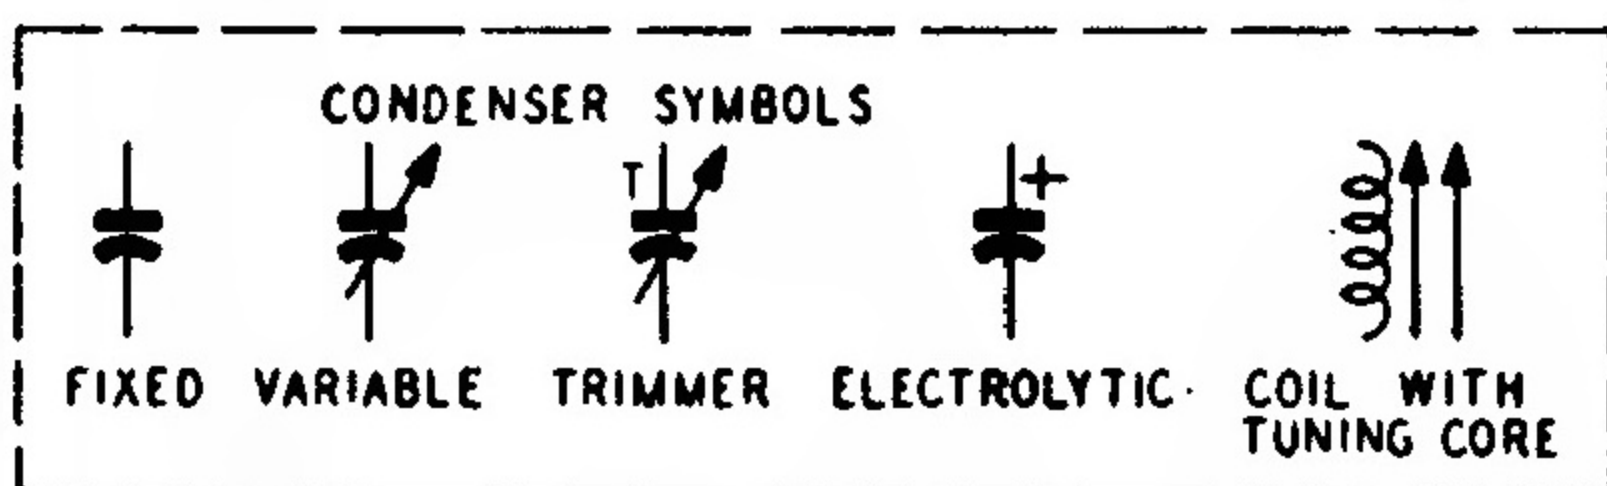 CONDENSER SYMBOLS
T +
FIXED VARIABLE TRIMMER ELECTROLYTIC COIL WITH
TUNING CORE